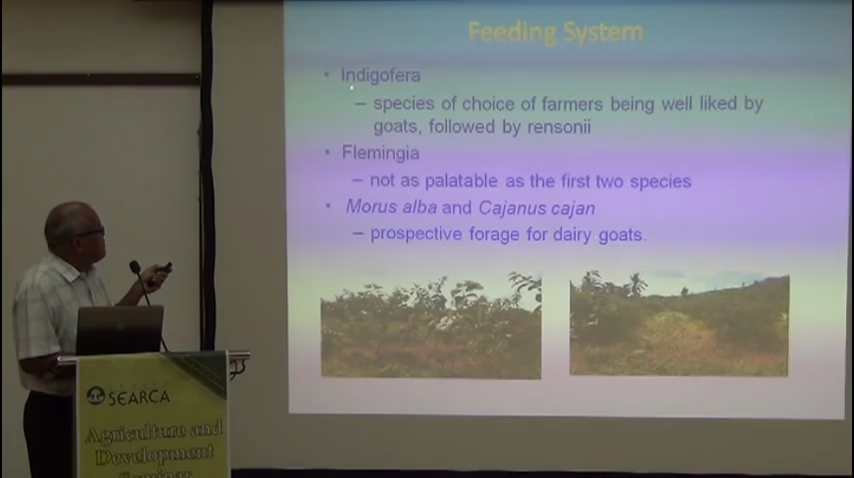 Feeding System
• Indigofera
– species of choice of farmers being well liked by
goats, followed by rensonii
• Flemingia
– not as palatable as the first two species
• Morus alba and Cajanus cajan
– prospective forage for dairy goats.
SEARCA
Agriculture and
Development
Seminar